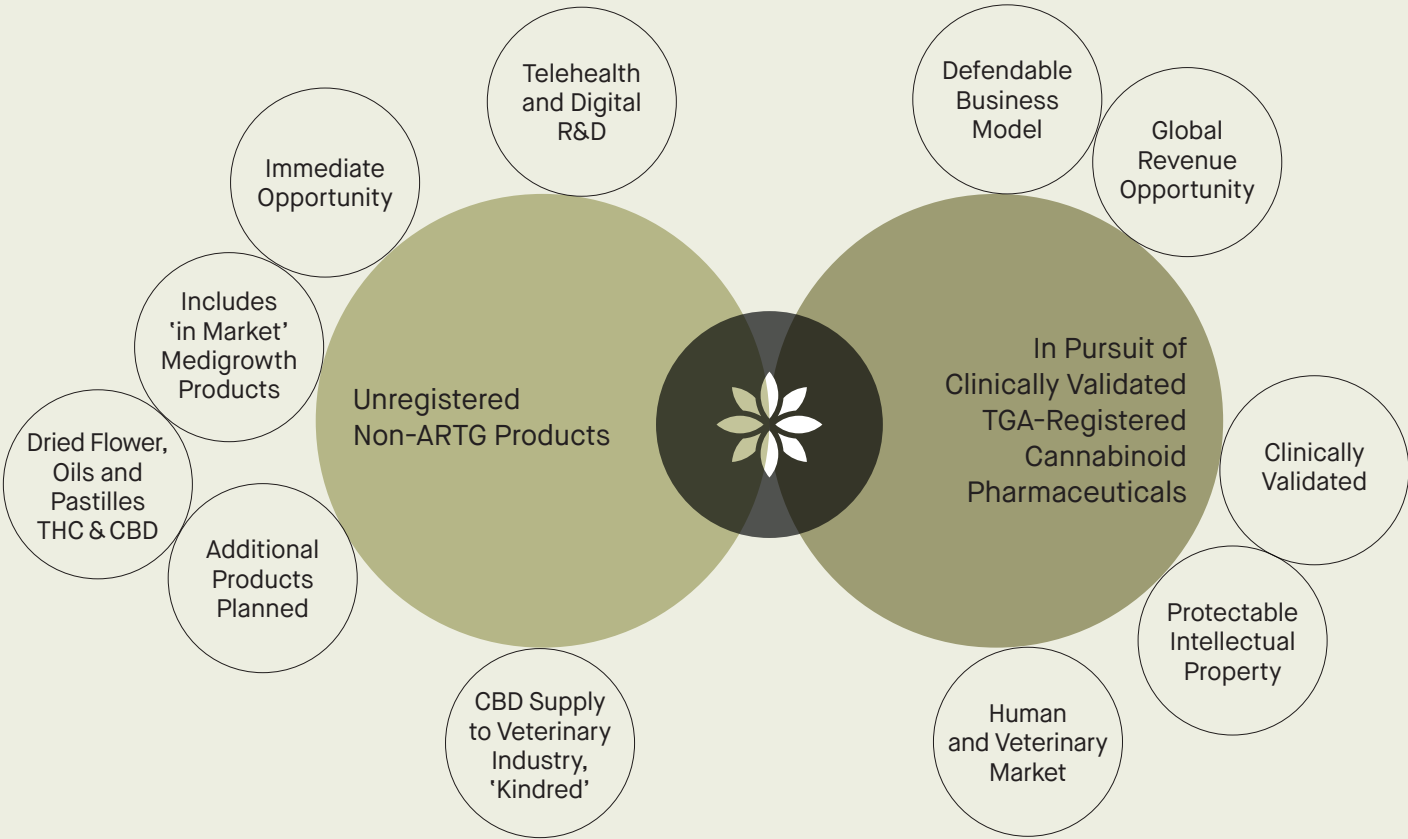 Telehealth
and Digital
R&D
Immediate
Opportunity
Includes
‘in Market’
Medigrowth
Products
Dried Flower,
Oils and
Pastilles
THC & CBD
Additional
Products
Planned
CBD Supply
to Veterinary
Industry,
‘Kindred’
Unregistered
Non-ARTG Products
In Pursuit of
Clinically Validated
TGA-Registered
Cannabinoid
Pharmaceuticals
Defendable
Business
Model
Global
Revenue
Opportunity
Clinically
Validated
Protectable
Intellectual
Property
Human
and Veterinary
Market